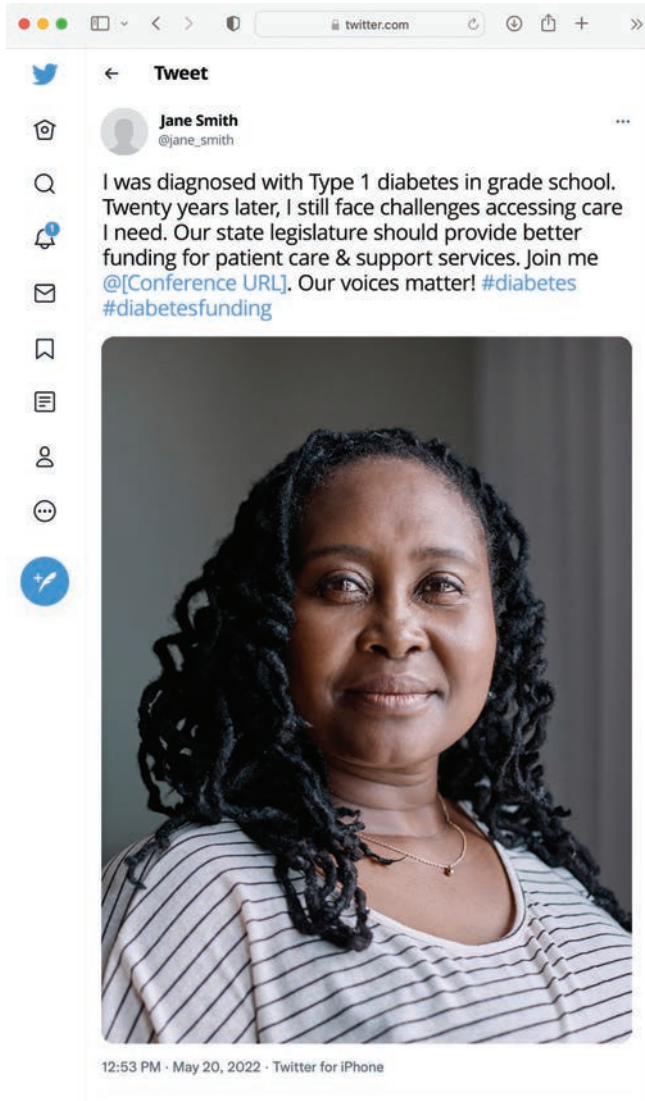 twitter.com
Tweet
Jane Smith
@jane_smith
I was diagnosed with Type 1 diabetes in grade school.
Twenty years later, I still face challenges accessing care
I need. Our state legislature should provide better
funding for patient care & support services. Join me
@[Conference URL]. Our voices matter! #diabetes
#diabetesfunding
1
12:53 PM · May 20, 2022 · Twitter for iPhone